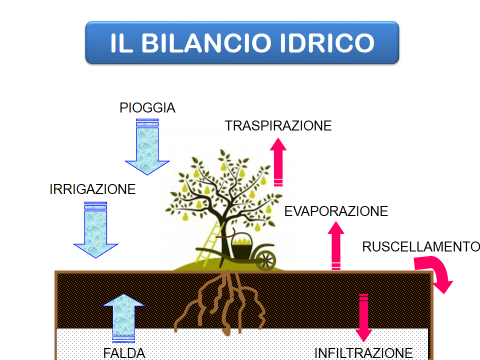 IL BILANCIO IDRICO
PIOGGIA
TRASPIRAZIONE
IRRIGAZIONE
EVAPORAZIONE
RUSCELLAMENTO
FALDA
INFILTRAZIONE